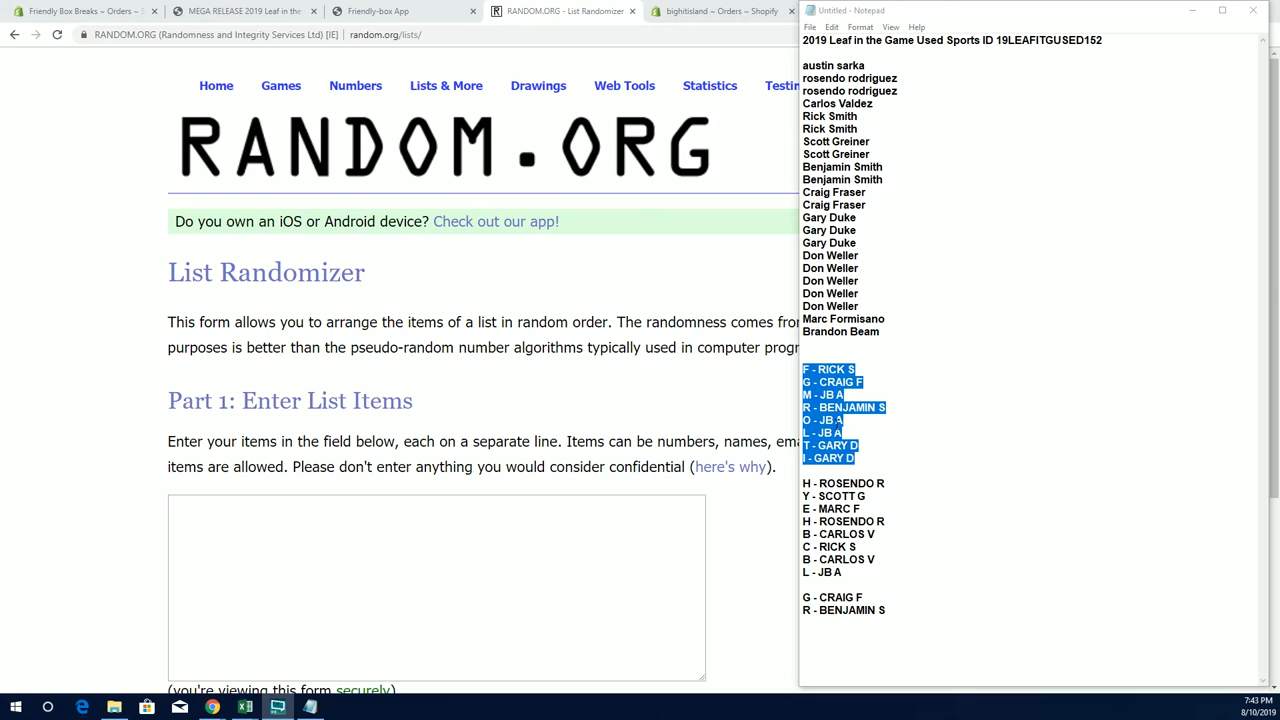 Friendly Box Breaks ~ Orders ~ S
MEGA RELEASE 2019 Leaf in the
Friendly-box App
RANDOM.ORG - List Randomizer
bighitisland ~ Orders ~ Shopify
RANDOM.ORG (Randomness and Integrity Services Ltd) [IE] | random.org/lists/
Home Games Numbers Lists & More Drawings Web Tools Statistics Testin
RANDOM.ORG
Do you own an iOS or Android device? Check out our app!
List Randomizer
This form allows you to arrange the items of a list in random order. The randomness comes from
purposes is better than the pseudo-random number algorithms typically used in computer progr
Part 1: Enter List Items
Enter your items in the field below, each on a separate line. Items can be numbers, names, ema
items are allowed. Please don't enter anything you would consider confidential (here's why).
(you're viewing this form securely)
Untitled - Notepad
File Edit Format View Help
2019 Leaf in the Game Used Sports ID 19LEAFITGUSED152
austin sarka
rosendo rodriguez
rosendo rodriguez
Carlos Valdez
Rick Smith
Rick Smith
Scott Greiner
Scott Greiner
Benjamin Smith
Benjamin Smith
Craig Fraser
Craig Fraser
Gary Duke
Gary Duke
Gary Duke
Don Weller
Don Weller
Don Weller
Don Weller
Don Weller
Marc Formisano
Brandon Beam
F - RICK S
G - CRAIG F
M - JB A
R - BENJAMIN S
O - JB A
L - JB A
T - GARY D
I - GARY D
H - ROSENDO R
Y - SCOTT G
E - MARC F
H - ROSENDO R
B - CARLOS V
C - RICK S
B - CARLOS V
L - JB A
G - CRAIG F
R - BENJAMIN S
7:43 PM
8/10/2019